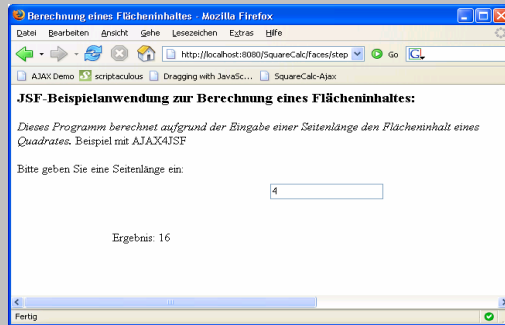 Berechnung eines Flächeninhaltes - Mozilla Firefox
Datei Bearbeiten Ansicht Gehe Lesezeichen Extras Hilfe
http://localhost:8080/SquareCalc/faces/step Go G
AJAX Demo scriptaculous Dragging with JavaSc... SquareCalc-Ajax
JSF-Beispielanwendung zur Berechnung eines Flächeninhaltes:
Dieses Programm berechnet aufgrund der Eingabe einer Seitenlänge den Flächeninhalt eines
Quadrates. Beispiel mit AJAX4JSF
Bitte geben Sie eine Seitenlänge ein:
4
Ergebnis: 16
Fertig